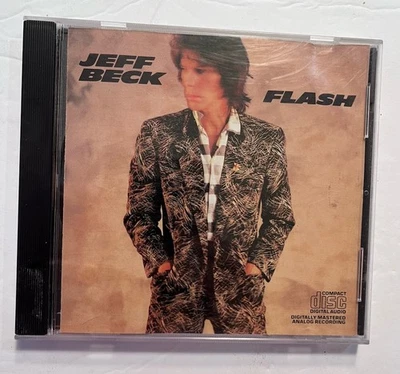 JEFF
BECK
FLASH
COMPACT
disc
DIGITAL AUDIO
DIGITALLY MASTERED
ANALOG RECORDING